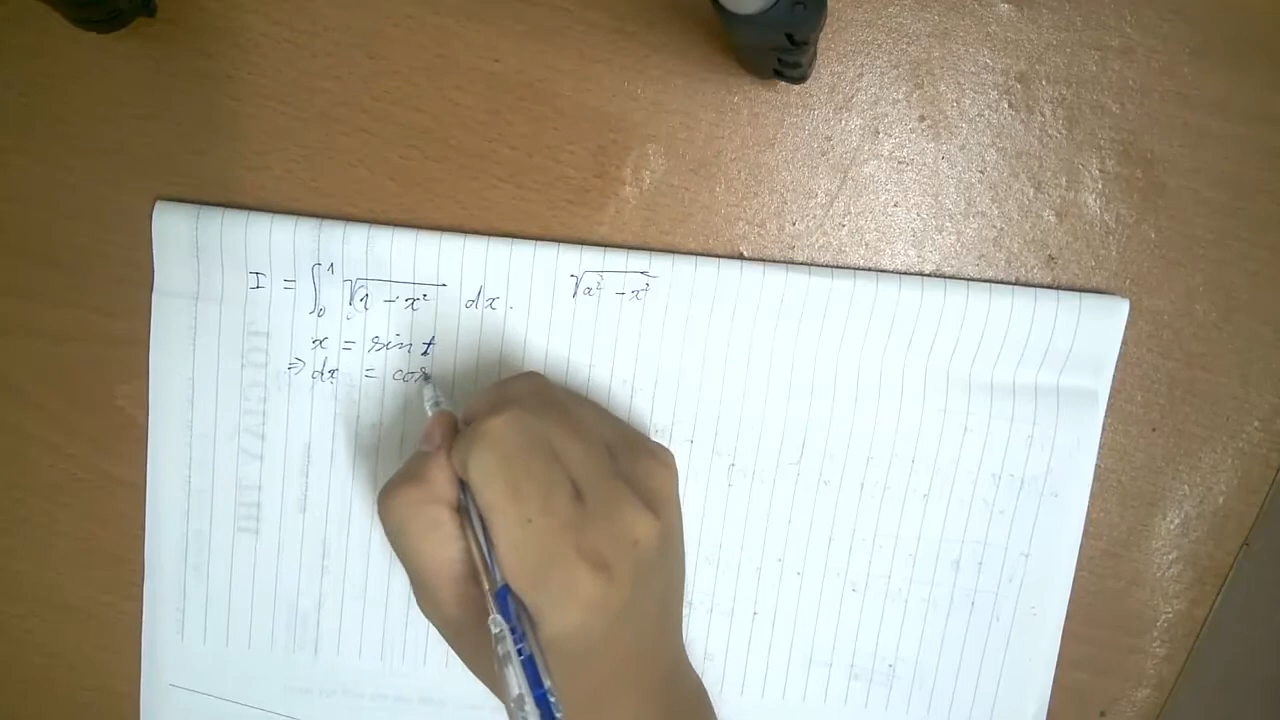 I = ∫₀¹ √(1 - x²) dx. √(a² - x²)
x = sin t
⇒ dx = cos